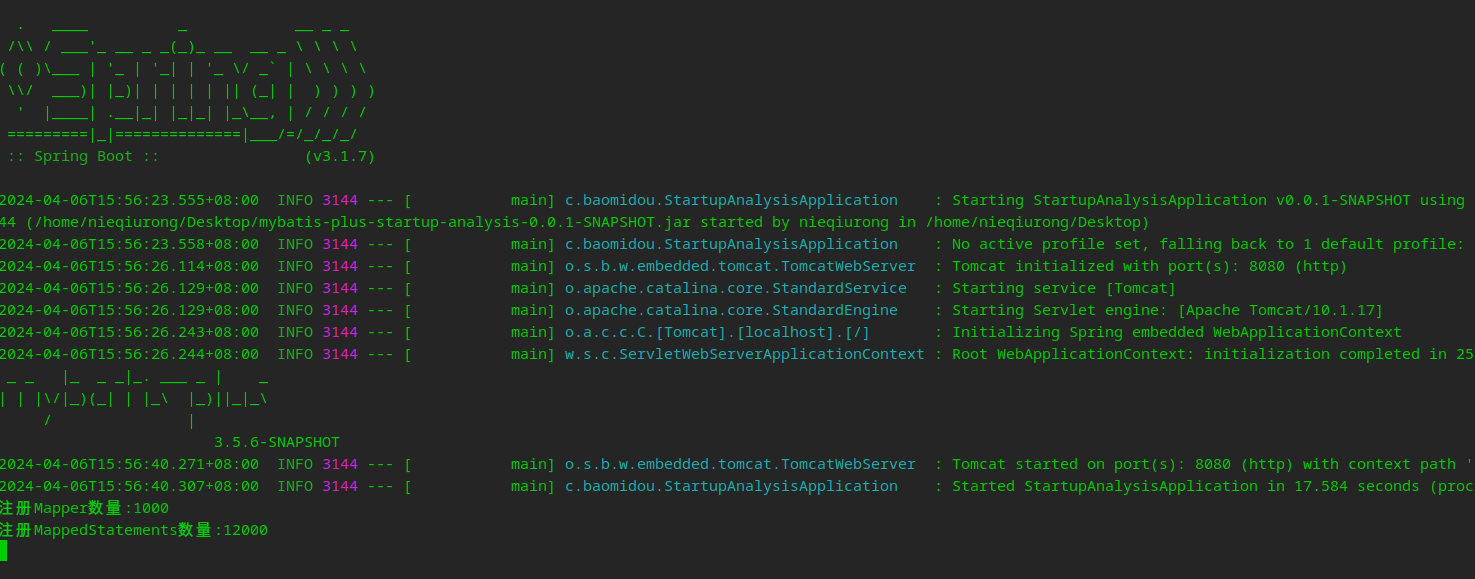 .   ____          _            __ _ _
 /\\ / ___'_ __ _ _(_)_ __  __ _ \ \ \ \
( ( )\___ | '_ | '_| | '_ \/ _` | \ \ \ \
 \\/  ___)| |_)| | | | | || (_| |  ) ) ) )
  '  |____| .__|_| |_|_| |_\__, | / / / /
 =========|_|==============|___/=/_/_/_/
 :: Spring Boot ::                (v3.1.7)
2024-04-06T15:56:23.555+08:00  INFO 3144 --- [           main] c.baomidou.StartupAnalysisApplication    : Starting StartupAnalysisApplication v0.0.1-SNAPSHOT using
44 (/home/nieqiurong/Desktop/mybatis-plus-startup-analysis-0.0.1-SNAPSHOT.jar started by nieqiurong in /home/nieqiurong/Desktop)
2024-04-06T15:56:23.558+08:00  INFO 3144 --- [           main] c.baomidou.StartupAnalysisApplication    : No active profile set, falling back to 1 default profile:
2024-04-06T15:56:26.114+08:00  INFO 3144 --- [           main] o.s.b.w.embedded.tomcat.TomcatWebServer  : Tomcat initialized with port(s): 8080 (http)
2024-04-06T15:56:26.129+08:00  INFO 3144 --- [           main] o.apache.catalina.core.StandardService   : Starting service [Tomcat]
2024-04-06T15:56:26.129+08:00  INFO 3144 --- [           main] o.apache.catalina.core.StandardEngine    : Starting Servlet engine: [Apache Tomcat/10.1.17]
2024-04-06T15:56:26.243+08:00  INFO 3144 --- [           main] o.a.c.c.C.[Tomcat].[localhost].[/]       : Initializing Spring embedded WebApplicationContext
2024-04-06T15:56:26.244+08:00  INFO 3144 --- [           main] w.s.c.ServletWebServerApplicationContext : Root WebApplicationContext: initialization completed in 25
 _ _   |_  _ _|_. ___ _ |    _
| | |\/|_)(_| | |_\  |_)||_|_\
     /               |
                        3.5.6-SNAPSHOT
2024-04-06T15:56:40.271+08:00  INFO 3144 --- [           main] o.s.b.w.embedded.tomcat.TomcatWebServer  : Tomcat started on port(s): 8080 (http) with context path '
2024-04-06T15:56:40.307+08:00  INFO 3144 --- [           main] c.baomidou.StartupAnalysisApplication    : Started StartupAnalysisApplication in 17.584 seconds (proc
注册Mapper数量:1000
注册MappedStatements数量:12000